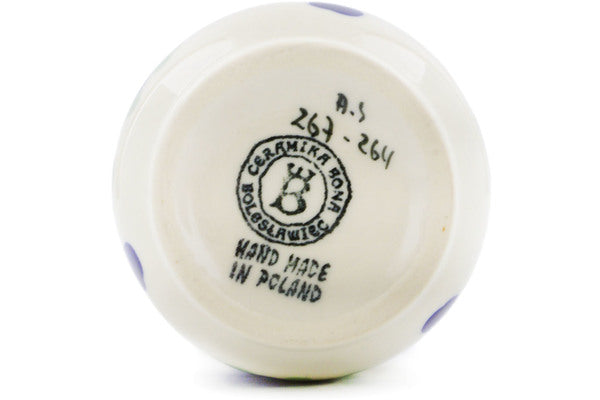 A.S
267-264
CERAMIKA BONA
B
BOLESŁAWIEC
HAND MADE
IN POLAND